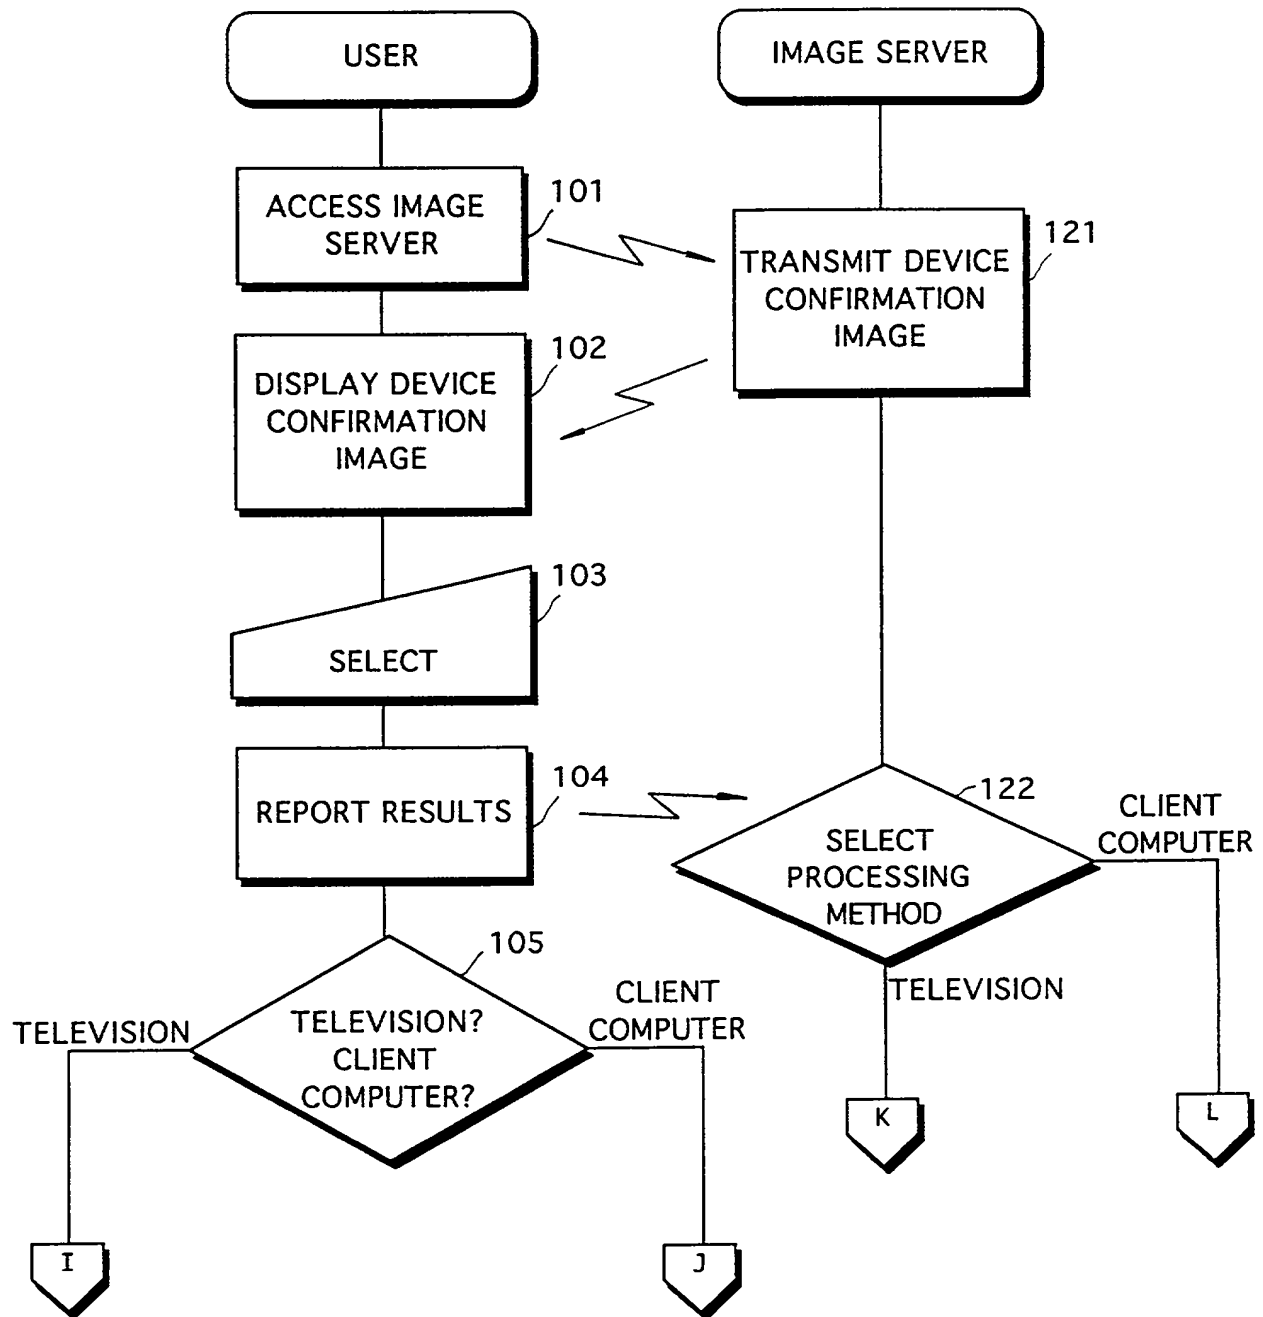 USER
IMAGE SERVER
ACCESS IMAGE
SERVER
101
TRANSMIT DEVICE
CONFIRMATION
IMAGE
121
DISPLAY DEVICE
CONFIRMATION
IMAGE
102
SELECT
103
REPORT RESULTS
104
SELECT
PROCESSING
METHOD
122
CLIENT
COMPUTER
TELEVISION
TELEVISION?
CLIENT
COMPUTER?
105
TELEVISION
CLIENT
COMPUTER
K
L
I
J